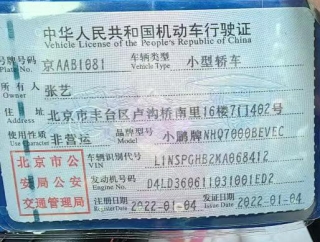 中华人民共和国机动车行驶证
Vehicle License of the People's Republic of China
号牌号码 京AAB1081 车辆类型 小型轿车
Plate No. Vehicle Type
所有人 张艺
Owner
住址 北京市丰台区卢沟桥南里16楼7门402号
Address
使用性质 非营运 品牌型号 小鹏牌NHQ7000BEVEC
Use Character Model
北京市公 车辆识别代号 L1NSPGHB2MA068412
VIN
安局公安 发动机号码 D4LD360611031001ED2
Engine No.
交通管理局 注册日期 2022-01-04 发证日期 2022-01-04
Register Date Issue Date